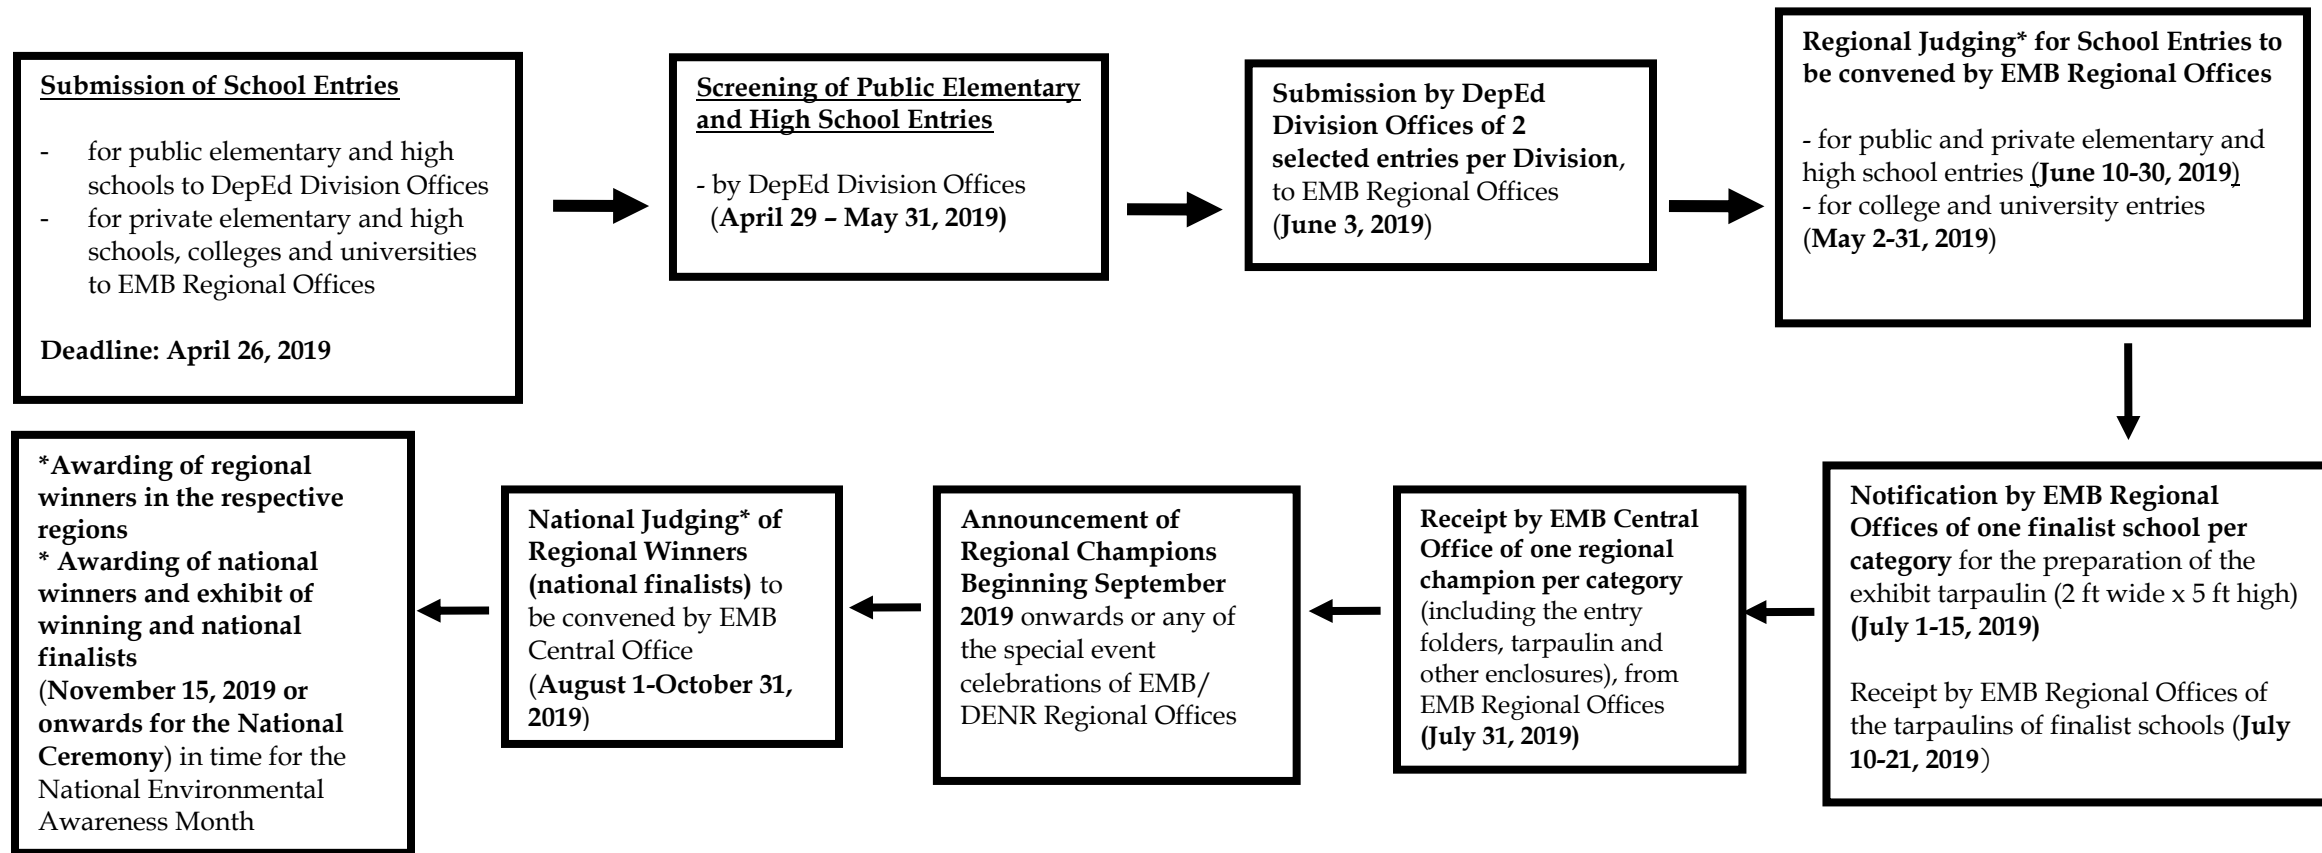 Submission of School Entries
- for public elementary and high
schools to DepEd Division Offices
- for private elementary and high
schools, colleges and universities
to EMB Regional Offices
Deadline: April 26, 2019
Screening of Public Elementary
and High School Entries
- by DepEd Division Offices
(April 29 – May 31, 2019)
Submission by DepEd
Division Offices of 2
selected entries per Division,
to EMB Regional Offices
(June 3, 2019)
Regional Judging* for School Entries to
be convened by EMB Regional Offices
- for public and private elementary and
high school entries (June 10-30, 2019)
- for college and university entries
(May 2-31, 2019)
Notification by EMB Regional
Offices of one finalist school per
category for the preparation of the
exhibit tarpaulin (2 ft wide x 5 ft high)
(July 1-15, 2019)
Receipt by EMB Regional Offices of
the tarpaulins of finalist schools (July
10-21, 2019)
Receipt by EMB Central
Office of one regional
champion per category
(including the entry
folders, tarpaulin and
other enclosures), from
EMB Regional Offices
(July 31, 2019)
Announcement of
Regional Champions
Beginning September
2019 onwards or any of
the special event
celebrations of EMB/
DENR Regional Offices
National Judging* of
Regional Winners
(national finalists) to
be convened by EMB
Central Office
(August 1-October 31,
2019)
*Awarding of regional
winners in the respective
regions
* Awarding of national
winners and exhibit of
winning and national
finalists
(November 15, 2019 or
onwards for the National
Ceremony) in time for the
National Environmental
Awareness Month